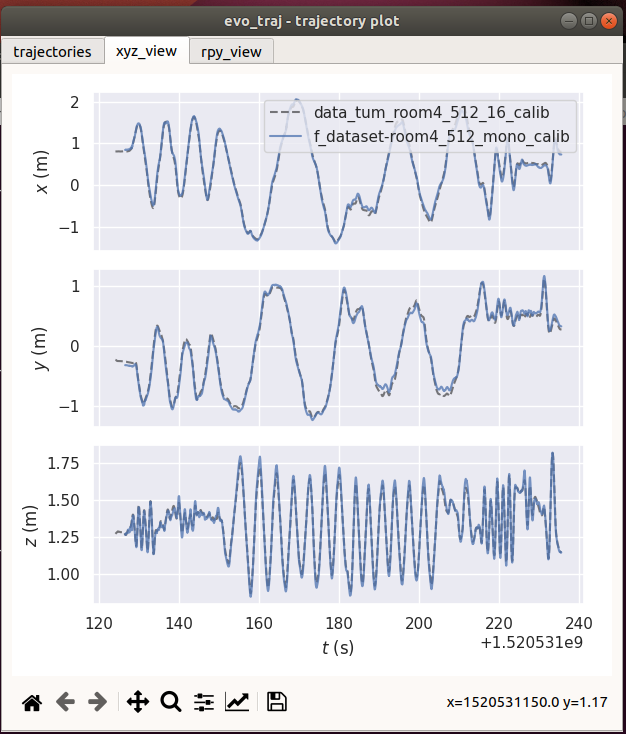 evo_traj - trajectory plot
trajectories xyz_view rpy_view
data_tum_room4_512_16_calib
f_dataset-room4_512_mono_calib
2
1
0
−1
x (m)
1
0
−1
y (m)
1.75
1.50
1.25
1.00
z (m)
120 140 160 180 200 220 240
t (s)
+1.520531e9
x=1520531150.0 y=1.17